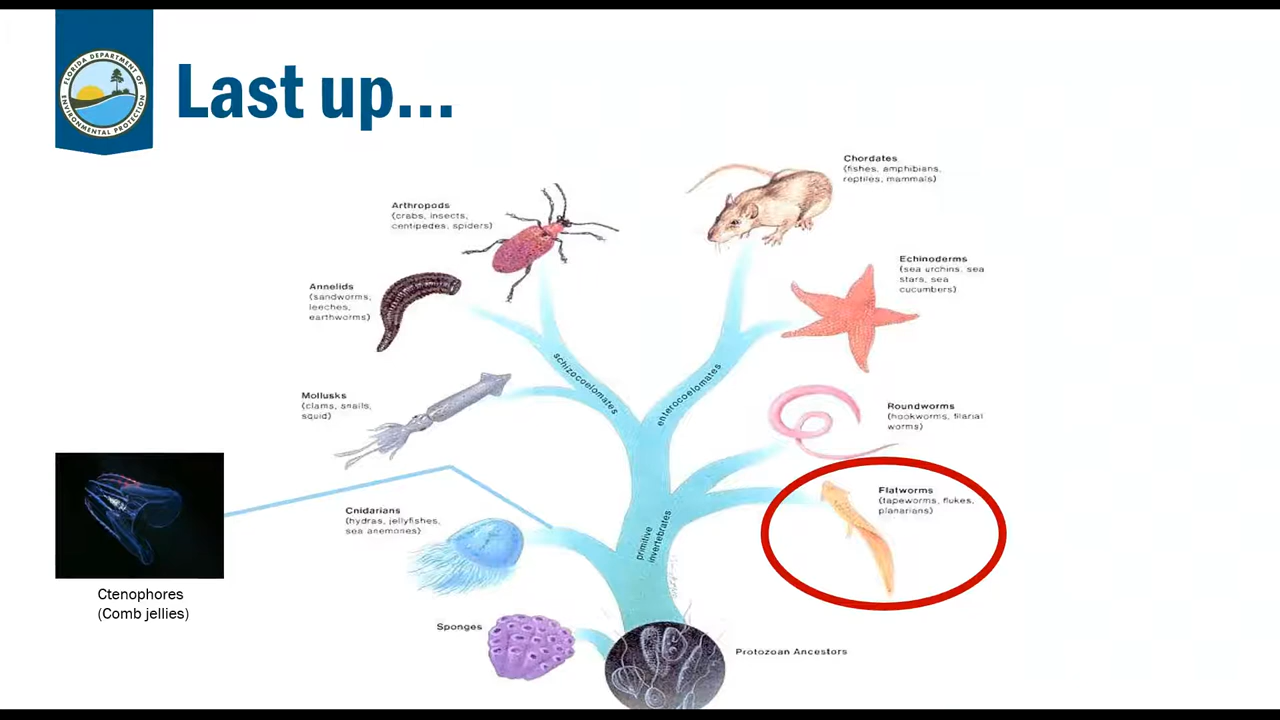 FLORIDA DEPARTMENT OF
ENVIRONMENTAL PROTECTION
Last up...
Chordates
(fishes, amphibians,
reptiles, mammals)
Arthropods
(crabs, insects,
centipedes, spiders)
Echinoderms
(sea urchins, sea
stars, sea
cucumbers)
Annelids
(sandworms,
leeches,
earthworms)
schizocoelomates
enterocoelomates
Mollusks
(clams, snails,
squid)
Roundworms
(hookworms, filarial
worms)
Flatworms
(tapeworms, flukes,
planarians)
Cnidarians
(hydras, jellyfishes,
sea anemones)
primitive
invertebrates
Ctenophores
(Comb jellies)
Sponges
Protozoan Ancestors